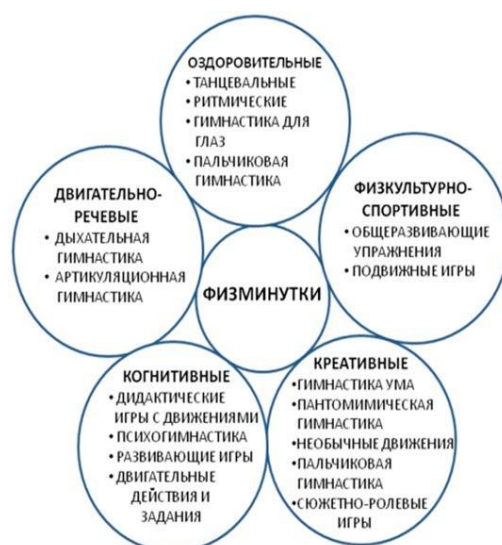 ОЗДОРОВИТЕЛЬНЫЕ
•ТАНЦЕВАЛЬНЫЕ
•РИТМИЧЕСКИЕ
•ГИМНАСТИКА ДЛЯ
ГЛАЗ
•ПАЛЬЧИКОВАЯ
ГИМНАСТИКА
ДВИГАТЕЛЬНО-
РЕЧЕВЫЕ
• ДЫХАТЕЛЬНАЯ
ГИМНАСТИКА
• АРТИКУЛЯЦИОННАЯ
ГИМНАСТИКА
ФИЗКУЛЬТУРНО-
СПОРТИВНЫЕ
• ОБЩЕРАЗВИВАЮЩИЕ
УПРАЖНЕНИЯ
• ПОДВИЖНЫЕ ИГРЫ
ФИЗМИНУТКИ
КОГНИТИВНЫЕ
•ДИДАКТИЧЕСКИЕ
ИГРЫ С ДВИЖЕНИЯМИ
•ПСИХОГИМНАСТИКА
•РАЗВИВАЮЩИЕ ИГРЫ
•ДВИГАТЕЛЬНЫЕ
ДЕЙСТВИЯ И
ЗАДАНИЯ
КРЕАТИВНЫЕ
•ГИМНАСТИКА УМА
•ПАНТОМИМИЧЕСКАЯ
ГИМНАСТИКА
•НЕОБЫЧНЫЕ ДВИЖЕНИЯ
•ПАЛЬЧИКОВАЯ
ГИМНАСТИКА
•СЮЖЕТНО-РОЛЕВЫЕ
ИГРЫ